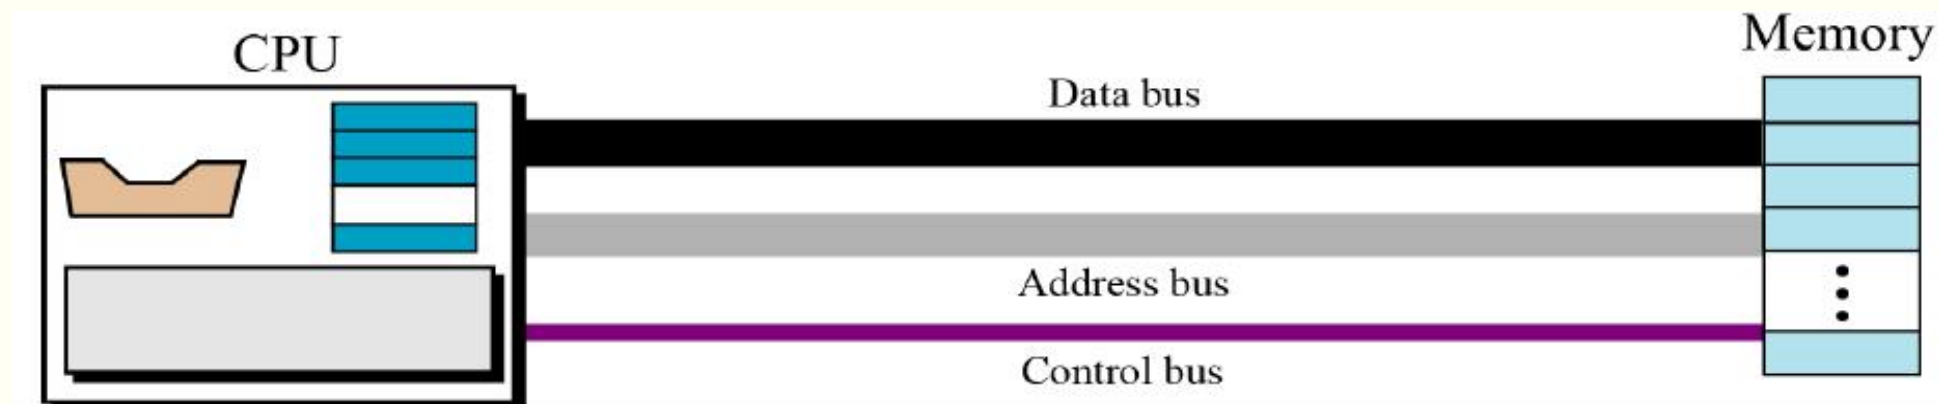 CPU
Memory
Data bus
Address bus
Control bus